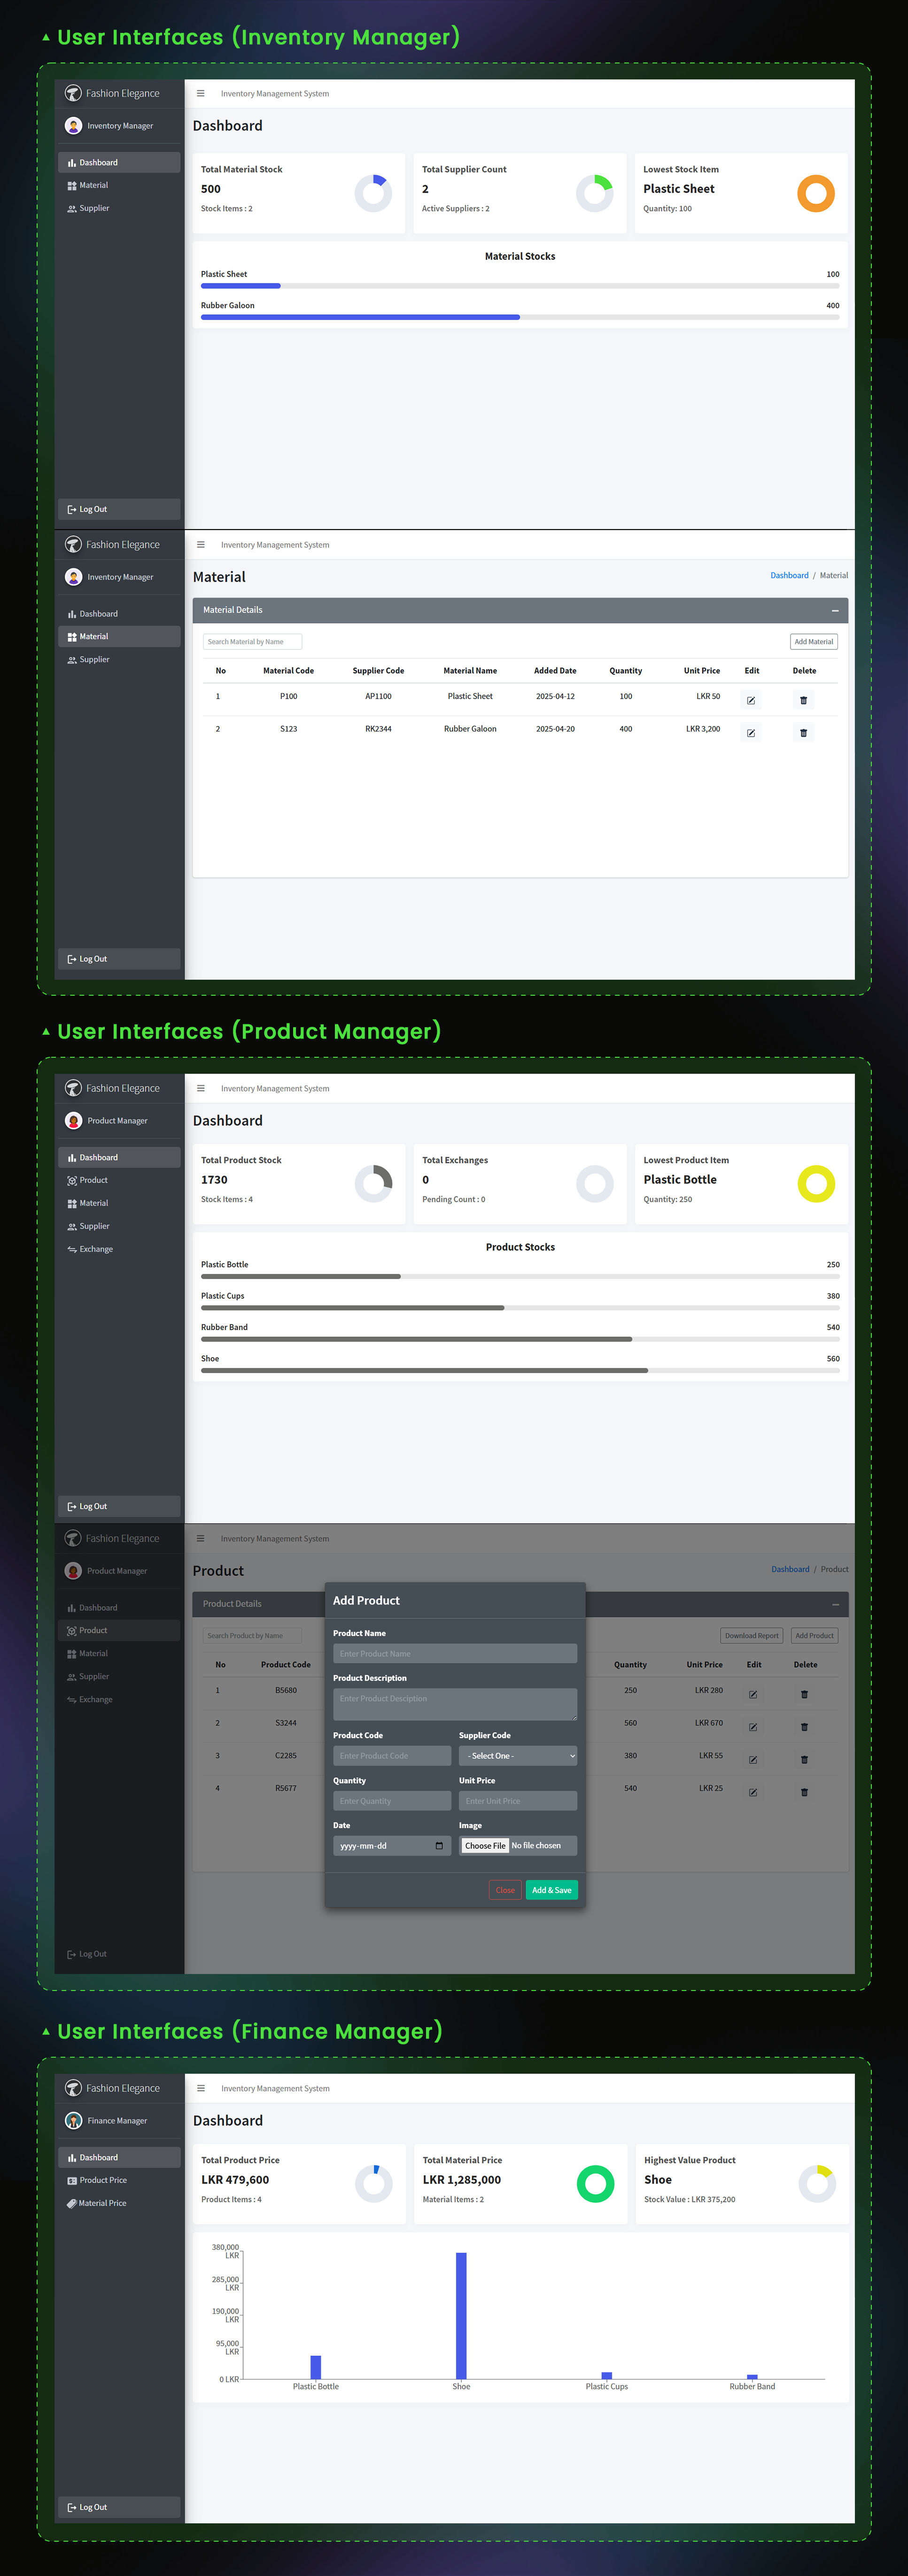 User Interfaces (Inventory Manager)
Fashion Elegance
Inventory Management System
Inventory Manager
Dashboard
Dashboard
Material
Supplier
Total Material Stock
500
Stock Items : 2
Total Supplier Count
2
Active Suppliers : 2
Lowest Stock Item
Plastic Sheet
Quantity: 100
Material Stocks
Plastic Sheet 100
Rubber Galoon 400
Log Out
Fashion Elegance
Inventory Management System
Inventory Manager
Material
Dashboard / Material
Dashboard
Material
Supplier
Material Details
Search Material by Name
Add Material
No Material Code Supplier Code Material Name Added Date Quantity Unit Price Edit Delete
1 P100 AP1100 Plastic Sheet 2025-04-12 100 LKR 50
2 S123 RK2344 Rubber Galoon 2025-04-20 400 LKR 3,200
Log Out
User Interfaces (Product Manager)
Fashion Elegance
Inventory Management System
Product Manager
Dashboard
Dashboard
Product
Material
Supplier
Exchange
Total Product Stock
1730
Stock Items : 4
Total Exchanges
0
Pending Count : 0
Lowest Product Item
Plastic Bottle
Quantity: 250
Product Stocks
Plastic Bottle 250
Plastic Cups 380
Rubber Band 540
Shoe 560
Log Out
Fashion Elegance
Inventory Management System
Product Manager
Product
Dashboard / Product
Dashboard
Product
Material
Supplier
Exchange
Product Details
Search Product by Name
Download Report
Add Product
No Product Code Quantity Unit Price Edit Delete
1 B5680 250 LKR 280
2 S3244 560 LKR 670
3 C2285 380 LKR 55
4 R5677 540 LKR 25
Add Product
Product Name
Enter Product Name
Product Description
Enter Product Desciption
Product Code Supplier Code
Enter Product Code - Select One -
Quantity Unit Price
Enter Quantity Enter Unit Price
Date Image
yyyy-mm-dd Choose File No file chosen
Close Add & Save
Log Out
User Interfaces (Finance Manager)
Fashion Elegance
Inventory Management System
Finance Manager
Dashboard
Dashboard
Product Price
Material Price
Total Product Price
LKR 479,600
Product Items : 4
Total Material Price
LKR 1,285,000
Material Items : 2
Highest Value Product
Shoe
Stock Value : LKR 375,200
380,000
LKR
285,000
LKR
190,000
LKR
95,000
LKR
0 LKR
Plastic Bottle Shoe Plastic Cups Rubber Band
Log Out